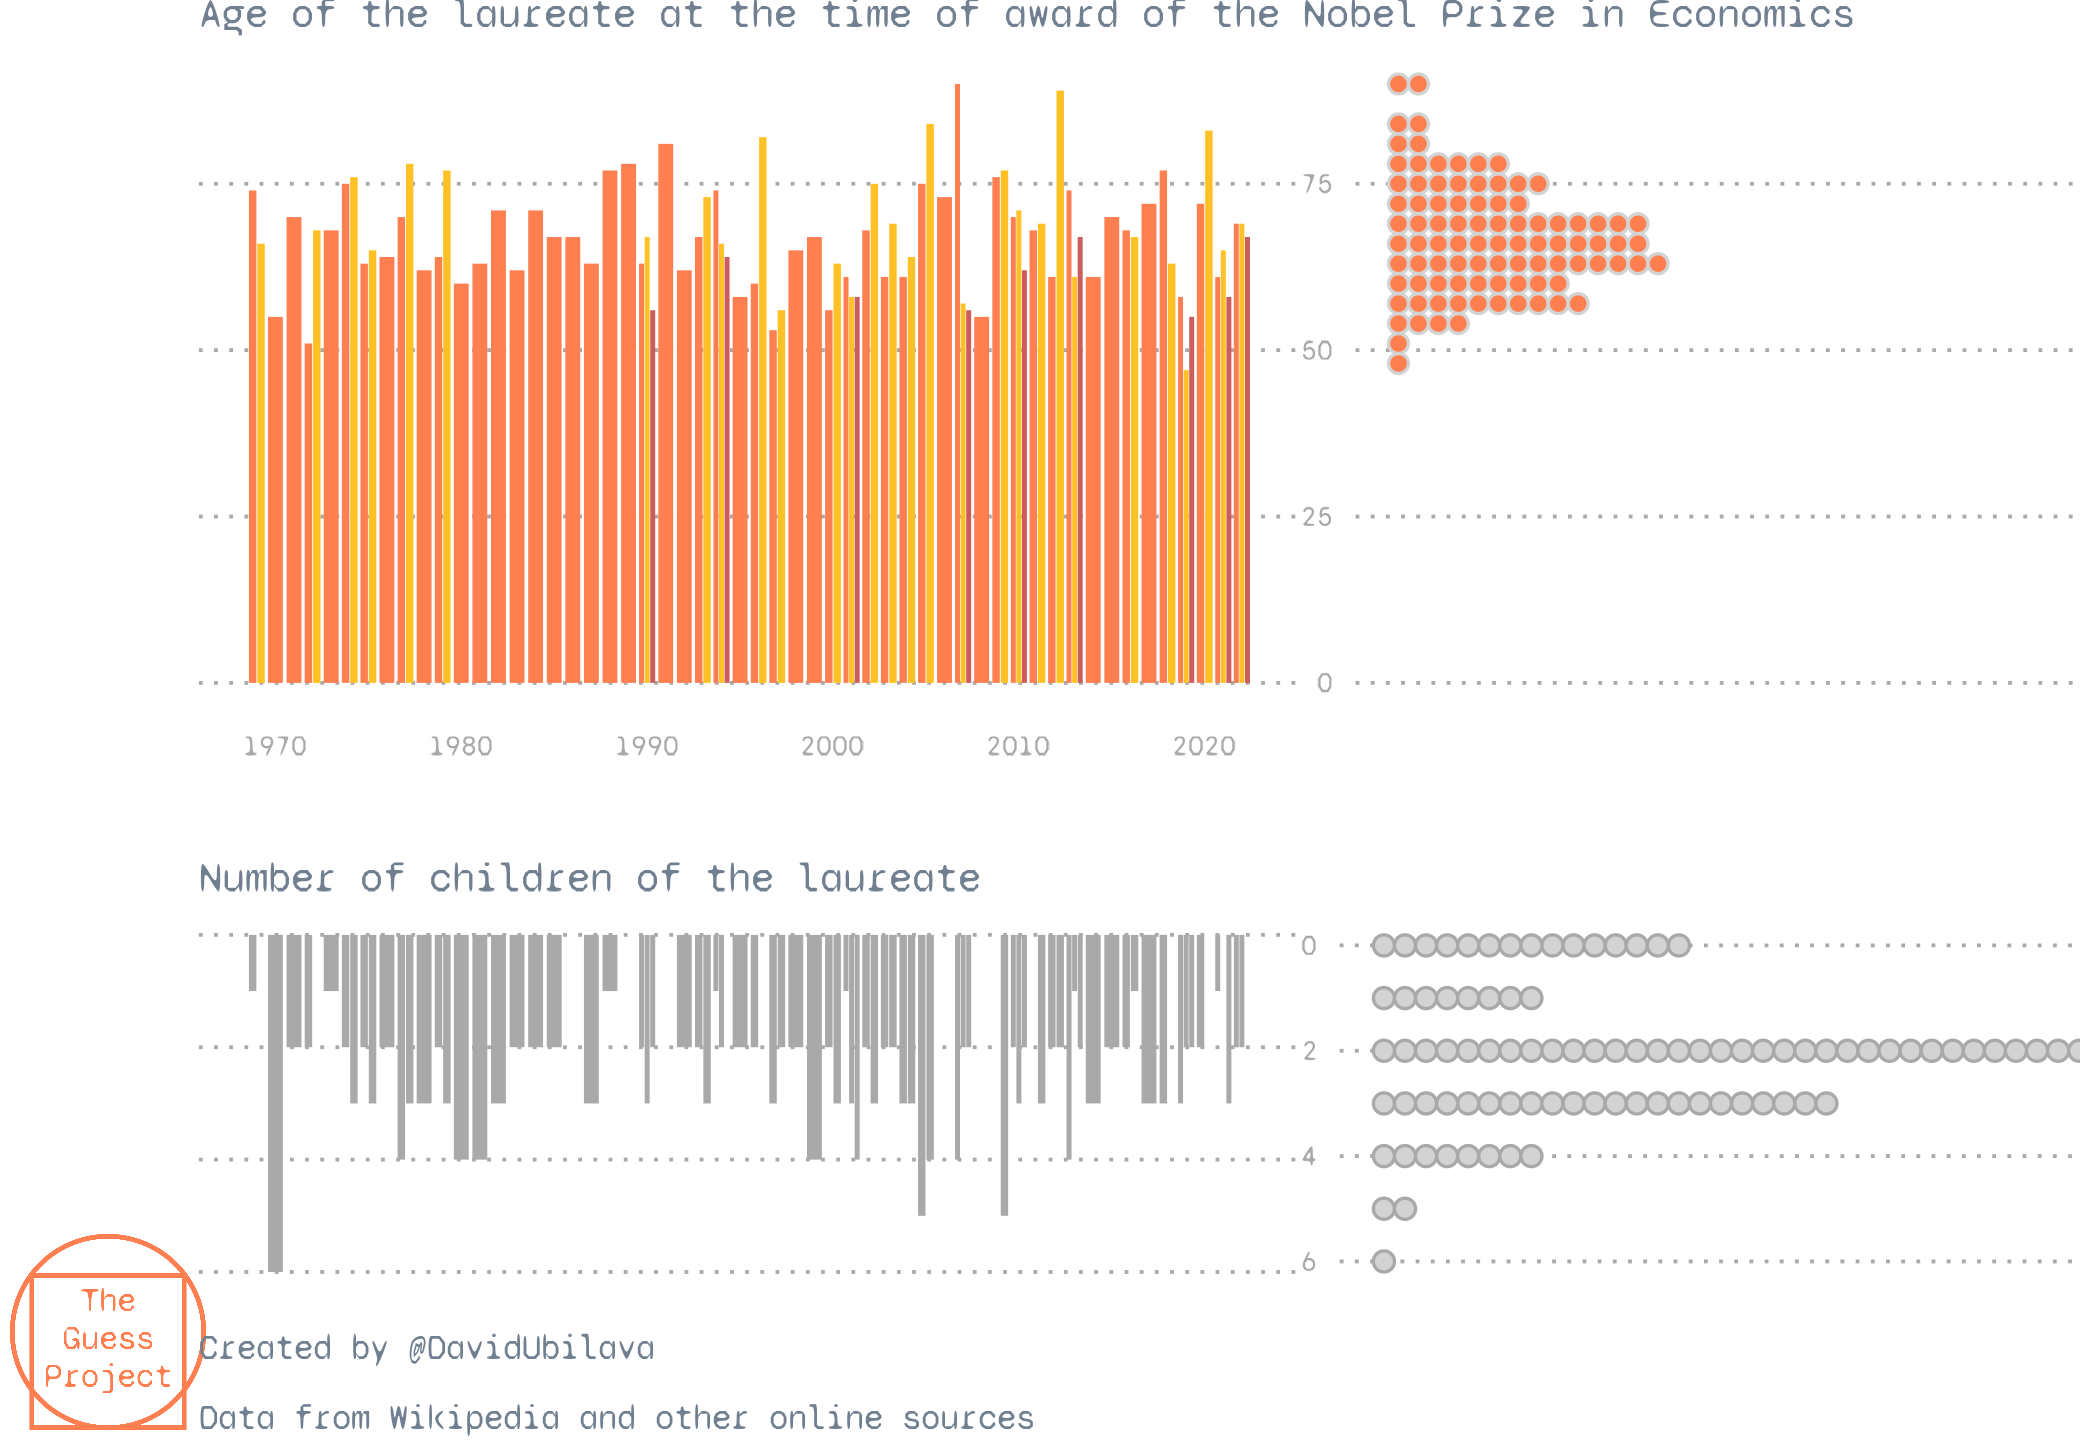 Age of the laureate at the time of award of the Nobel Prize in Economics
75
50
25
0
1970 1980 1990 2000 2010 2020
Number of children of the laureate
0
2
4
6
The
Guess
Project
Created by @DavidUbilava
Data from Wikipedia and other online sources